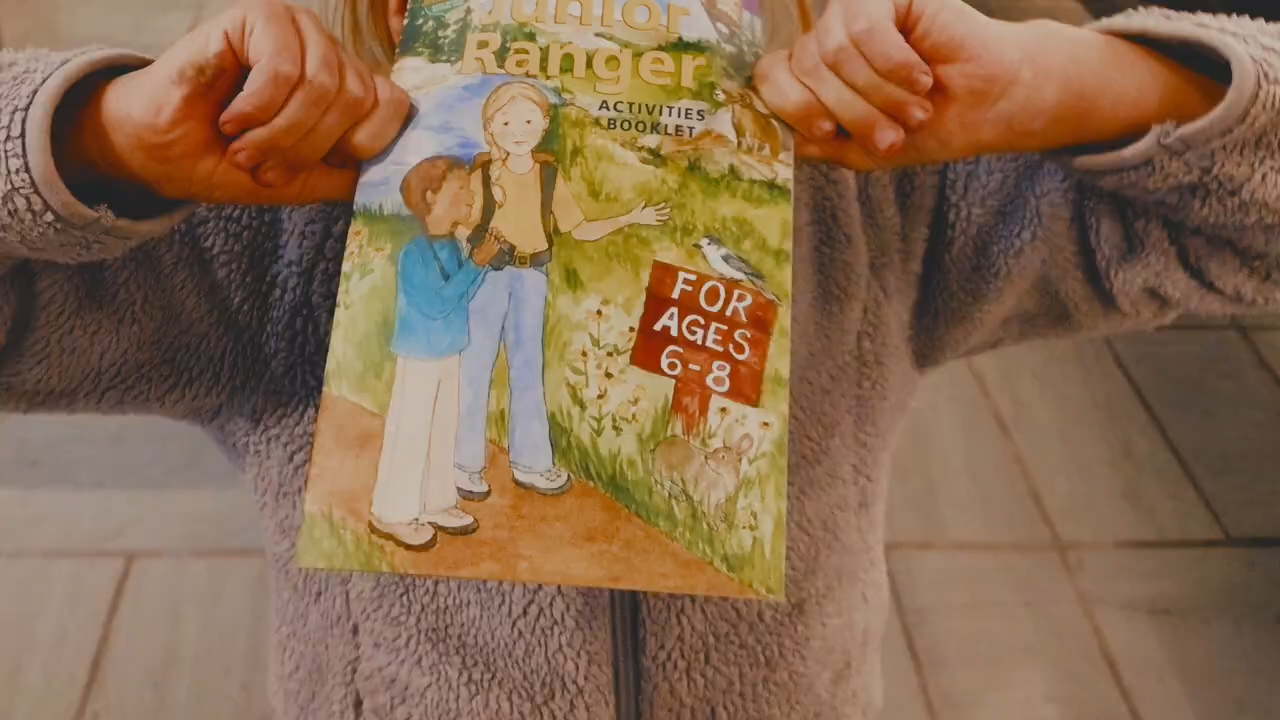 Junior
Ranger
ACTIVITIES
BOOKLET
FOR
AGES
6-8